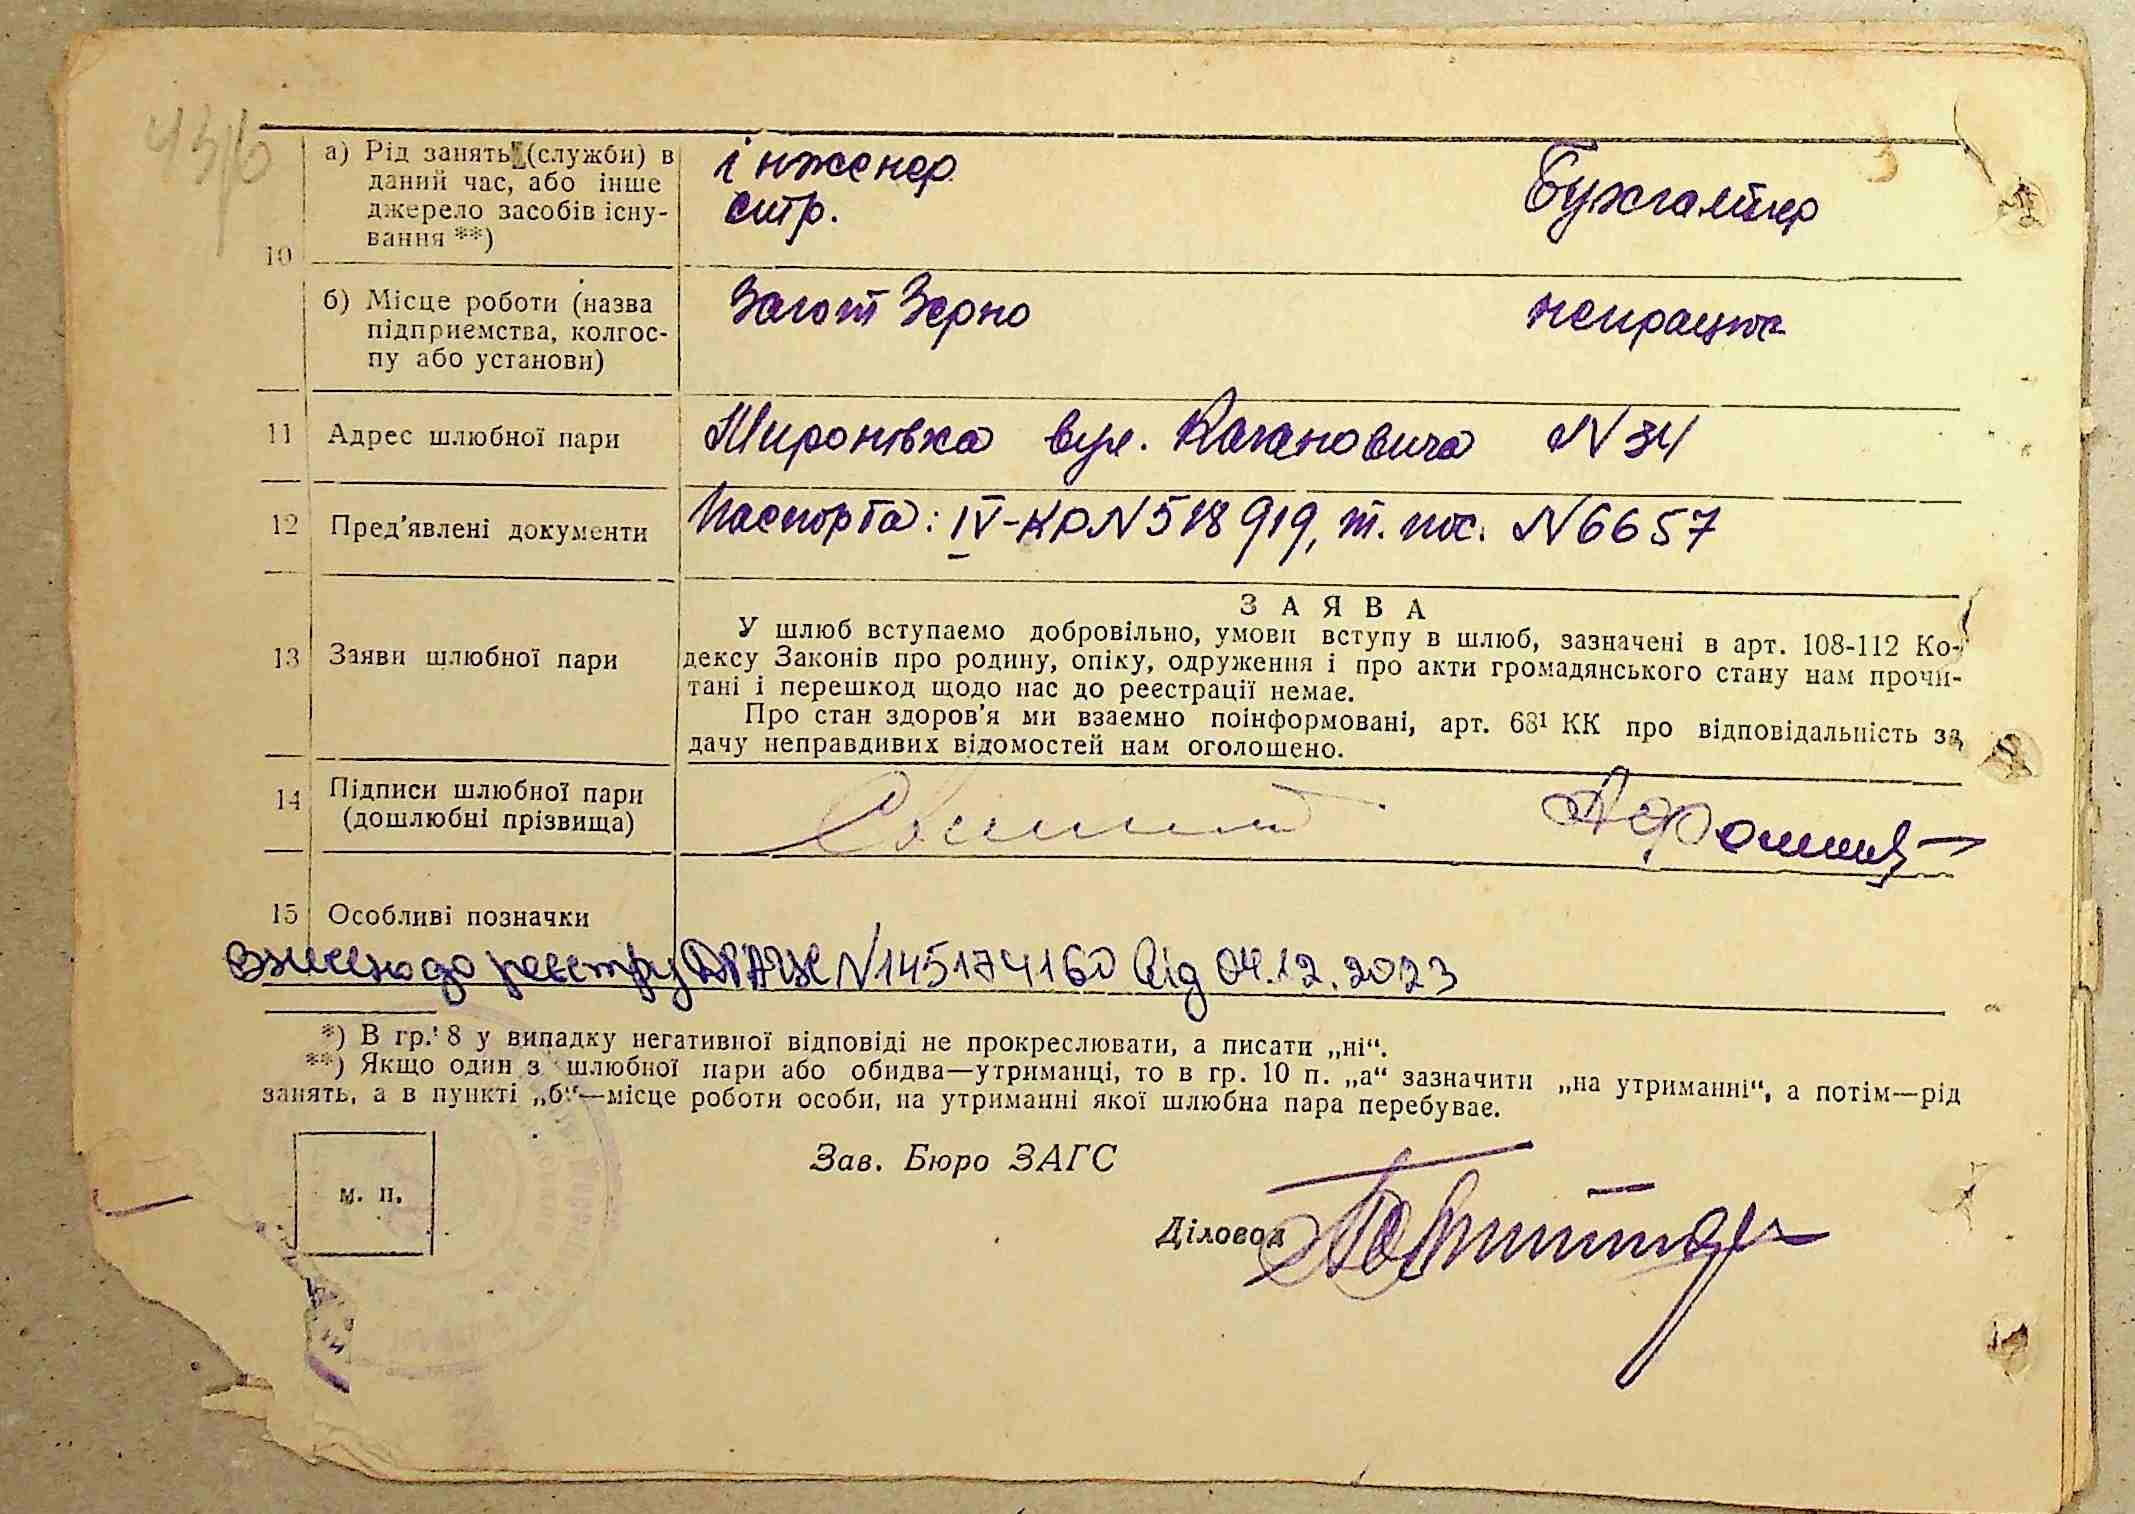 а) Рід занять (служби) в
даний час, або інше
джерело засобів існу-
вання **)
інженер
стр.
Бухгалтер
10
б) Місце роботи (назва
підприємства, колгос-
пу або установи)
Загот Зерно
непрацює
11 Адрес шлюбної пари
Миронівка вул. Кагановича N 34
12 Пред'явлені документи
Паспорта: IV-КР N 518919, т. пос. N 6657
ЗАЯВА
13 Заяви шлюбної пари
У шлюб вступаємо добровільно, умови вступу в шлюб, зазначені в арт. 108-112 Ко-
дексу Законів про родину, опіку, одруження і про акти громадянського стану нам прочи-
тані і перешкод щодо нас до реєстрації немає.
Про стан здоров'я ми взаємно поінформовані, арт. 68¹ КК про відповідальність за
дачу неправдивих відомостей нам оголошено.
14 Підписи шлюбної пари
(дошлюбні прізвища)
15 Особливі позначки
внесено до реєстру ДРАЦС N 145174160 від 04.12.2023
*) В гр. 8 у випадку негативної відповіді не прокреслювати, а писати „ні“.
**) Якщо один з шлюбної пари або обидва—утриманці, то в гр. 10 п. „а“ зазначити „на утриманні“, а потім—рід
занять, а в пункті „б“—місце роботи особи, на утриманні якої шлюбна пара перебуває.
м. п.
Зав. Бюро ЗАГС
Діловод